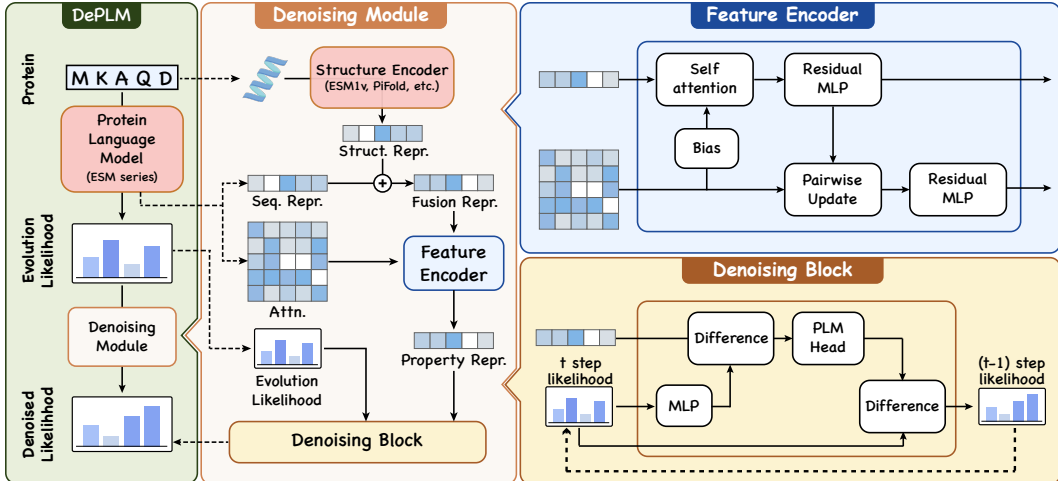 DePLM
Protein
M K A Q D
Protein
Language
Model
(ESM series)
Evolution
Likelihood
Denoising
Module
Denoised
Likelihhod
Denoising Module
Structure Encoder
(ESM1v, PiFold, etc.)
Struct. Repr.
+
Seq. Repr.
Fusion Repr.
Feature
Encoder
Attn.
Property Repr.
Evolution
Likelihood
Denoising Block
Feature Encoder
Self
attention
Residual
MLP
Bias
Pairwise
Update
Residual
MLP
Denoising Block
Difference
PLM
Head
t step
likelihood
MLP
Difference
(t-1) step
likelihood